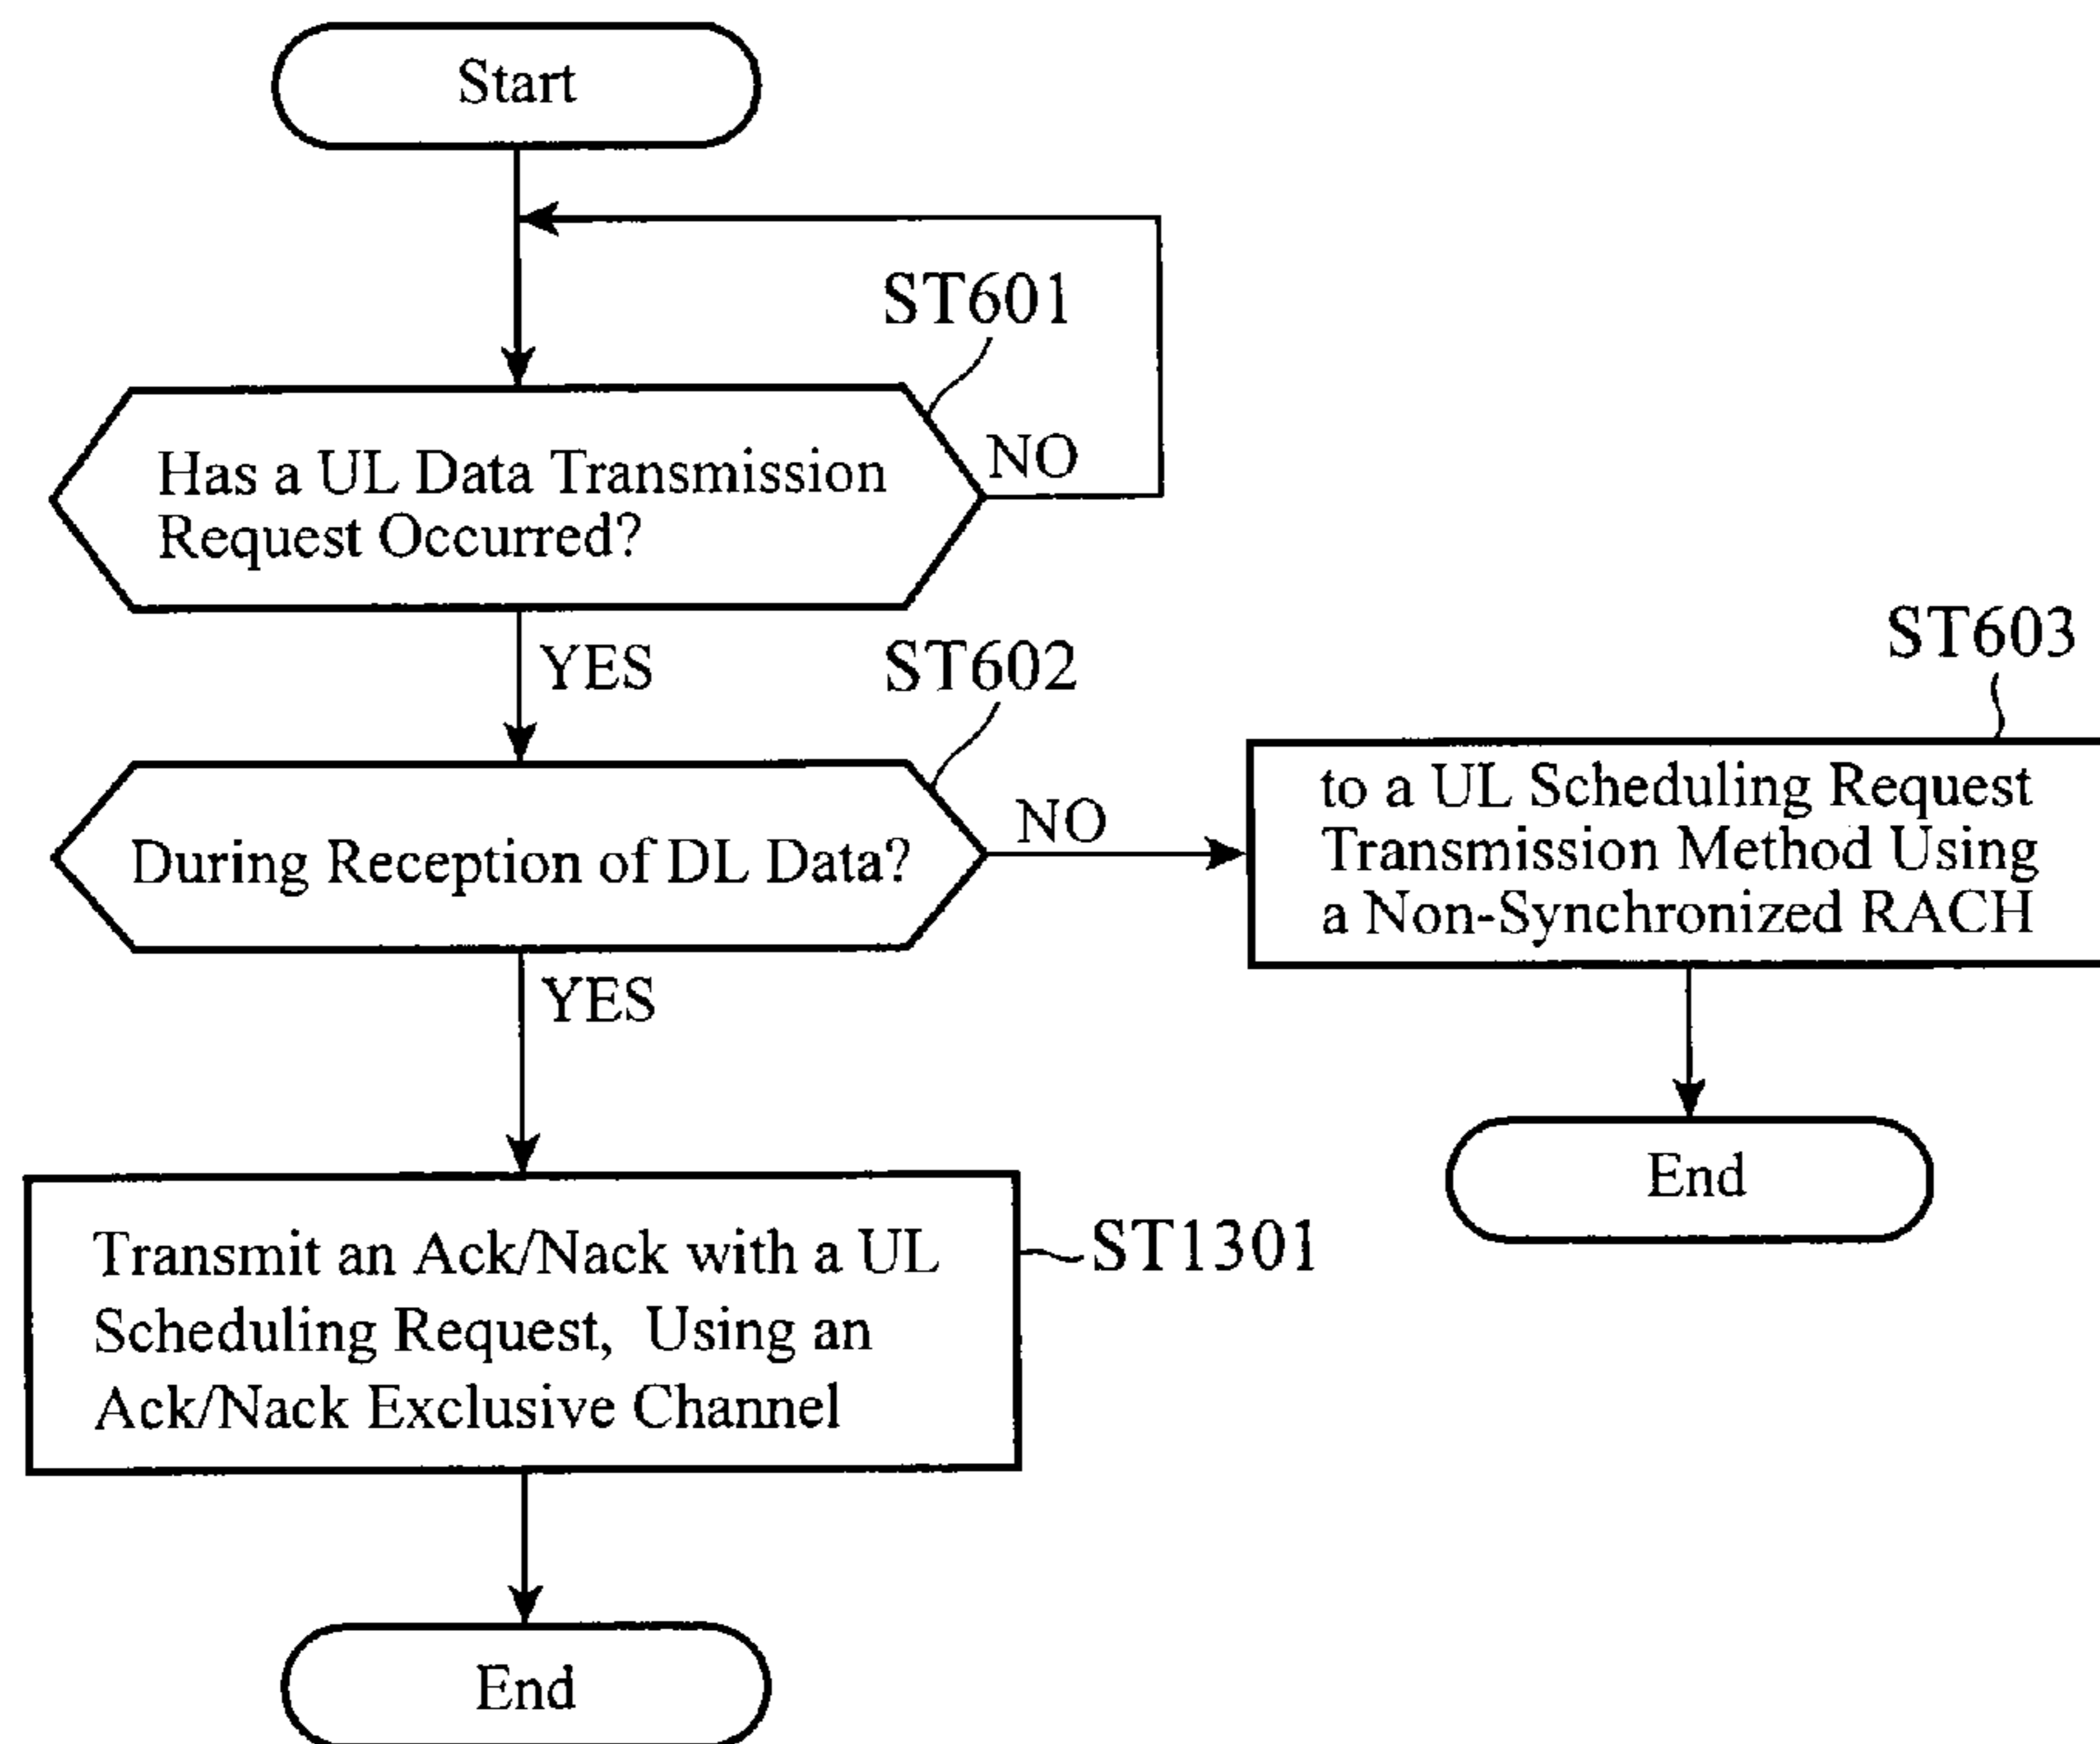 Start
ST601
Has a UL Data Transmission
Request Occurred?
NO
YES
ST602
During Reception of DL Data?
NO
ST603
to a UL Scheduling Request
Transmission Method Using
a Non-Synchronized RACH
End
YES
Transmit an Ack/Nack with a UL
Scheduling Request, Using an
Ack/Nack Exclusive Channel
ST1301
End